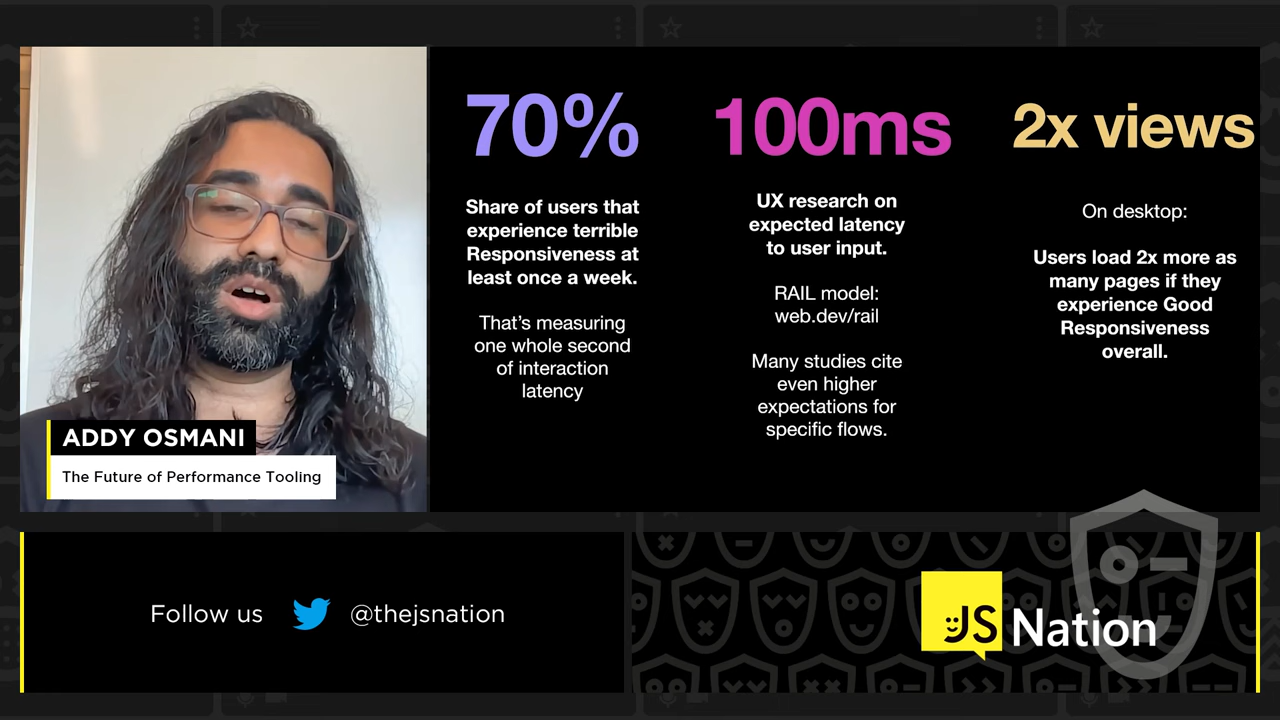 70%
Share of users that
experience terrible
Responsiveness at
least once a week.
That's measuring
one whole second
of interaction
latency
100ms
UX research on
expected latency
to user input.
RAIL model:
web.dev/rail
Many studies cite
even higher
expectations for
specific flows.
2x views
On desktop:
Users load 2x more as
many pages if they
experience Good
Responsiveness
overall.
ADDY OSMANI
The Future of Performance Tooling
Follow us @thejsnation
JS Nation